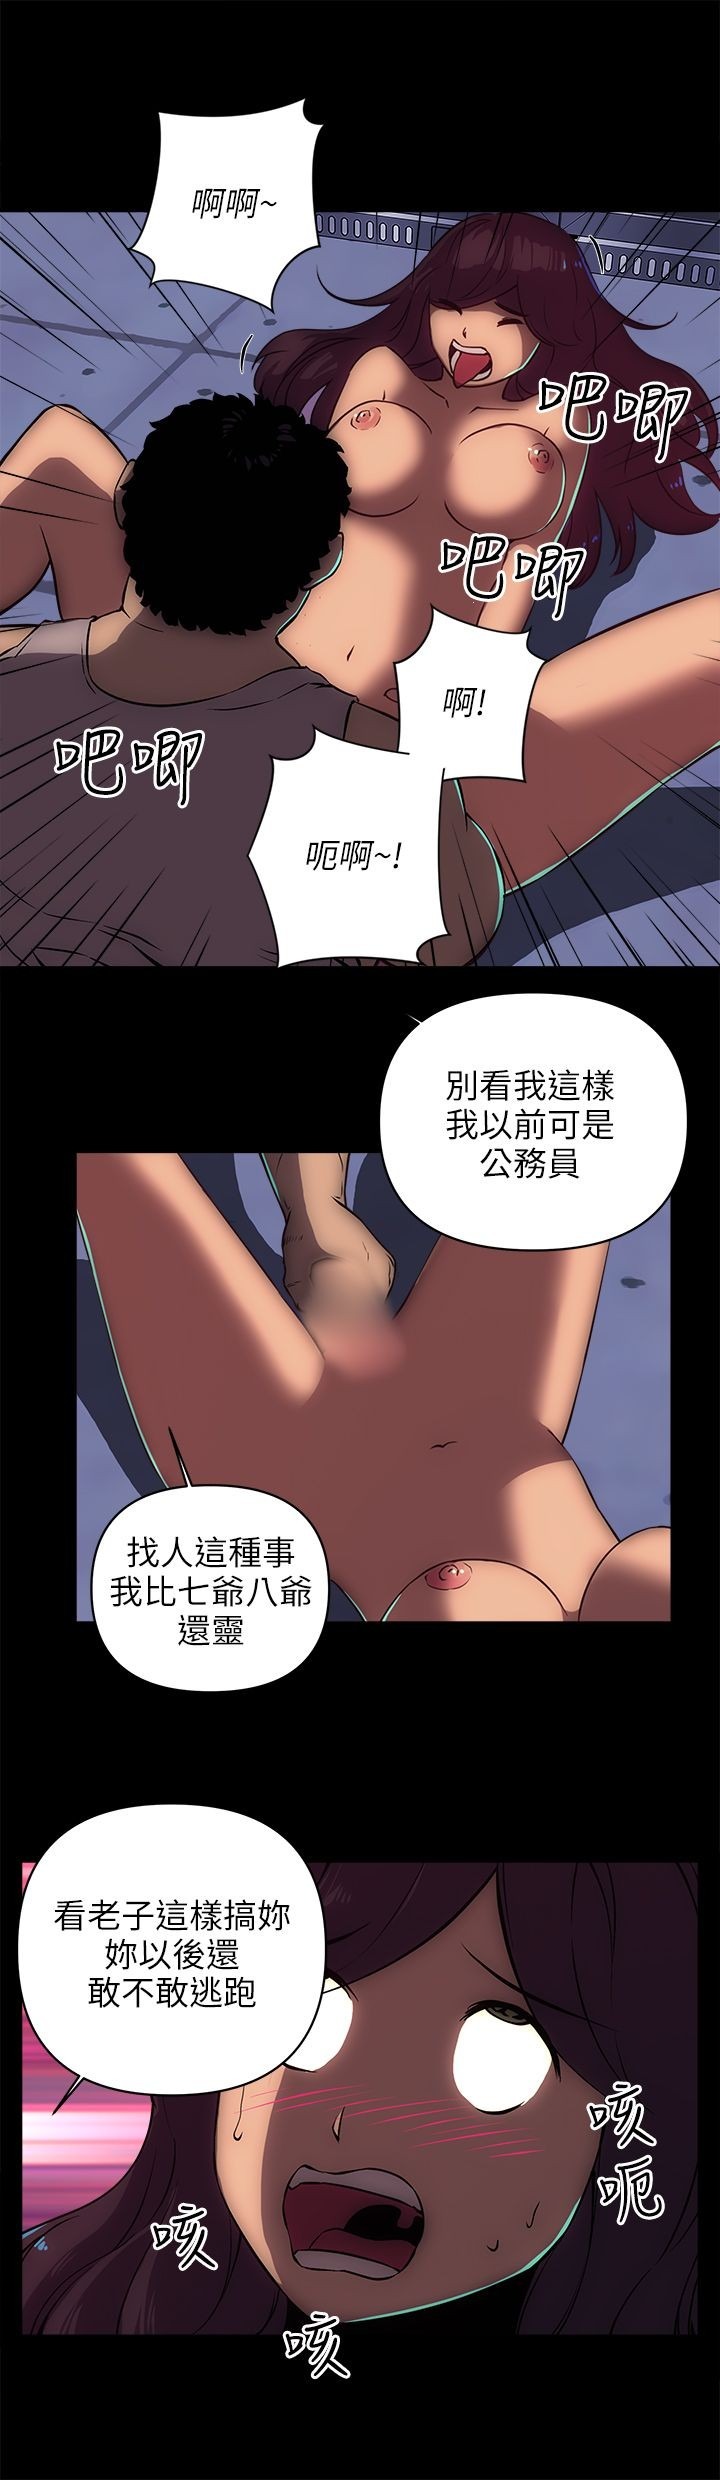 啊啊~
吧唧
吧唧
啊!
吧唧
呃啊~!
別看我這樣
我以前可是
公務員
找人這種事
我比七爺八爺
還靈
看老子這樣搞妳
妳以後還
敢不敢逃跑
咳
呃
咳
咳